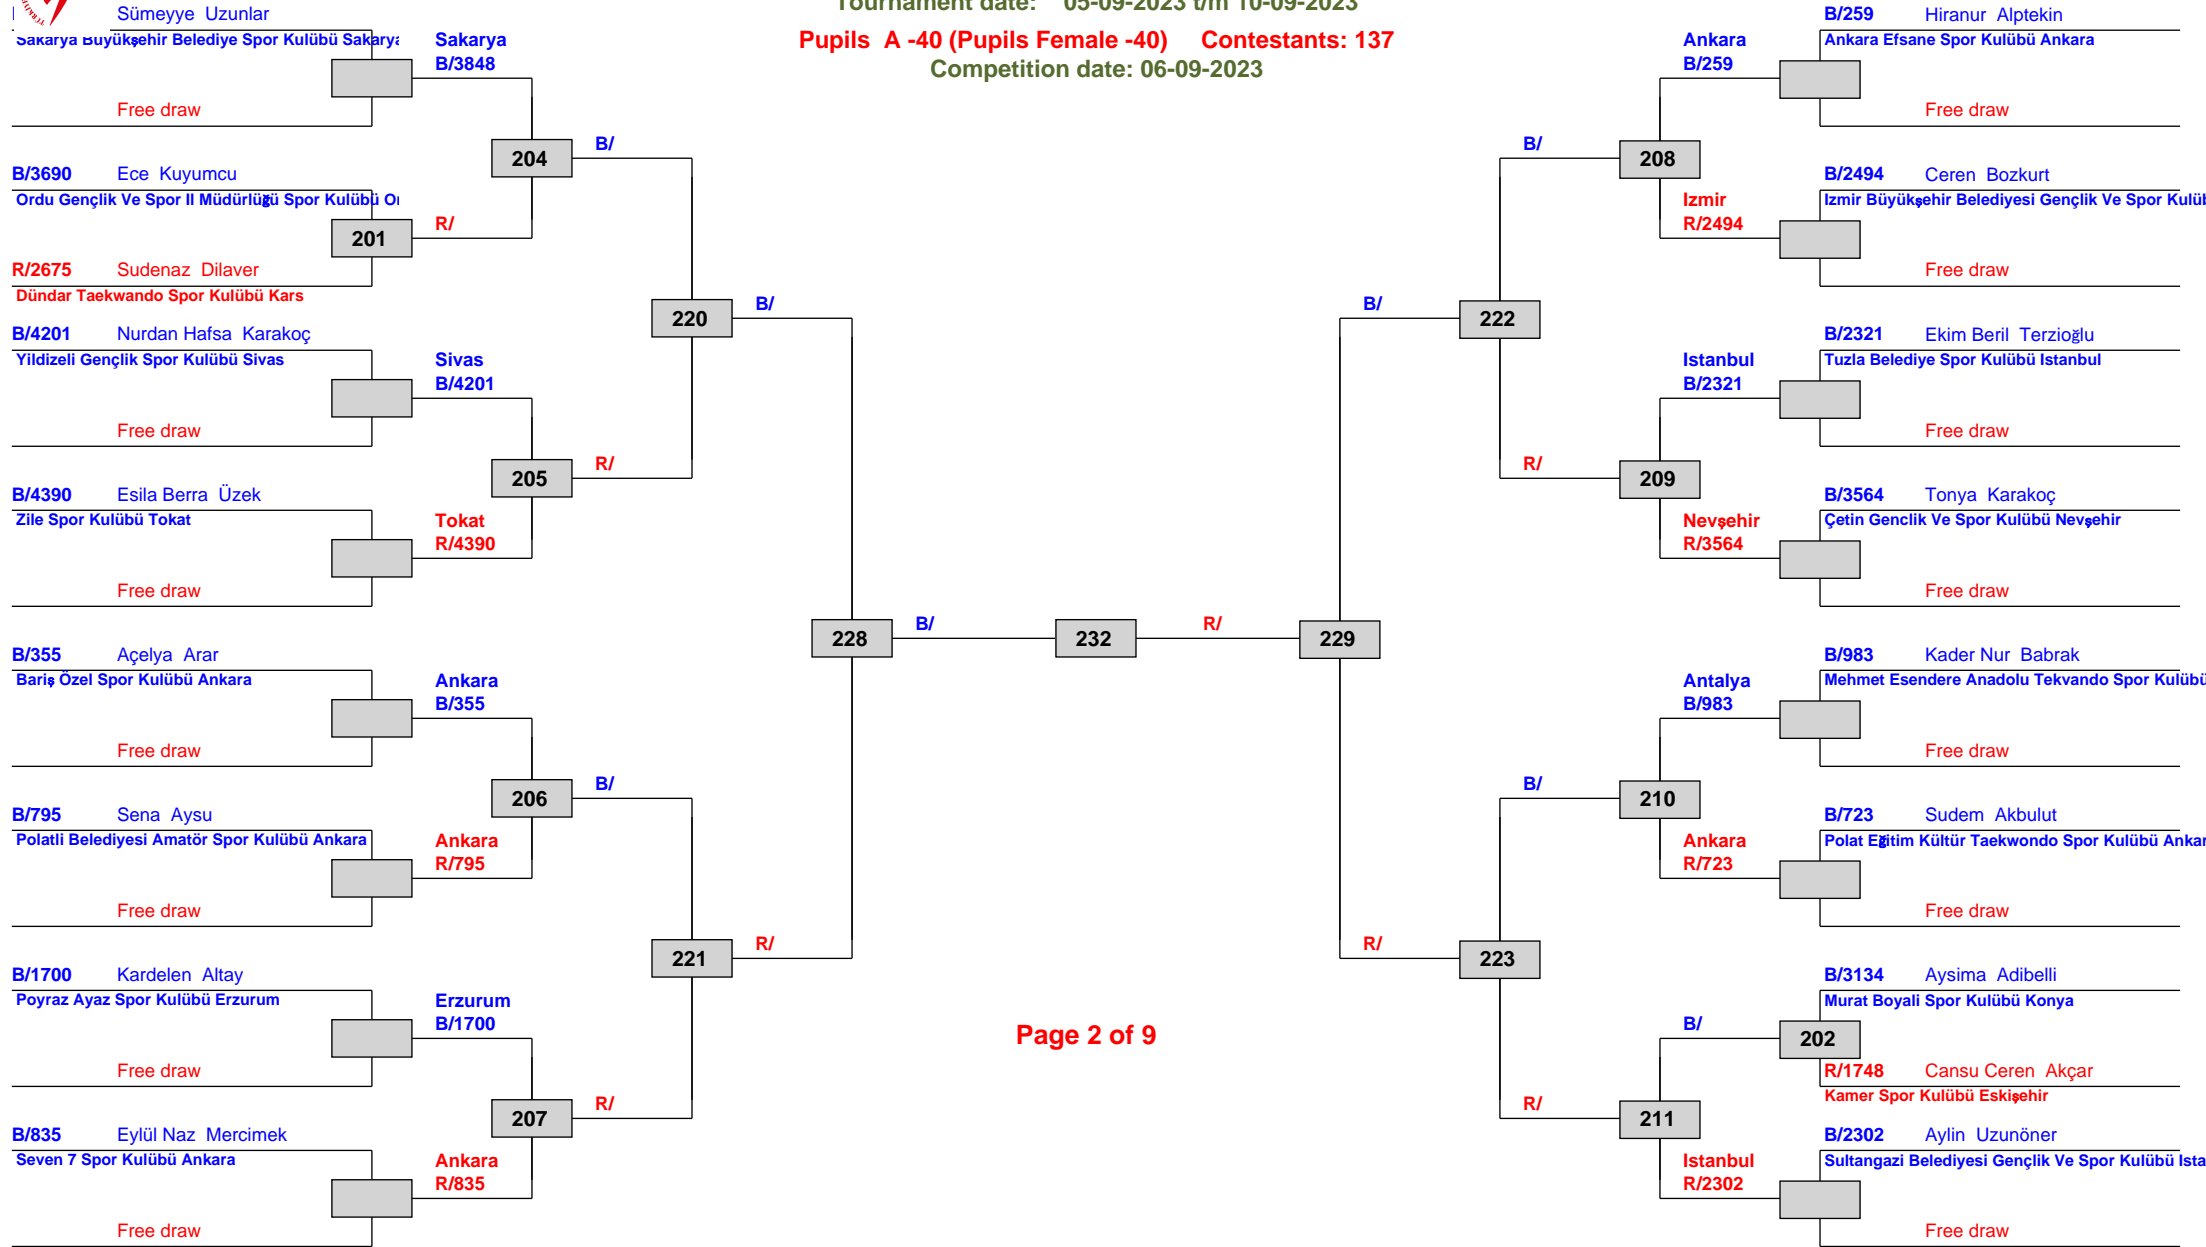 Tournament date: 05-09-2023 t/m 10-09-2023
Pupils A -40 (Pupils Female -40) Contestants: 137
Competition date: 06-09-2023
Sümeyye Uzunlar
Sakarya Büyükşehir Belediye Spor Kulübü Sakarya
Free draw
B/3690 Ece Kuyumcu
Ordu Gençlik Ve Spor Il Müdürlüğü Spor Kulübü
201
R/2675 Sudenaz Dilaver
Dündar Taekwando Spor Kulübü Kars
B/4201 Nurdan Hafsa Karakoç
Yildizeli Gençlik Spor Kulübü Sivas
Free draw
B/4390 Esila Berra Üzek
Zile Spor Kulübü Tokat
Free draw
B/355 Açelya Arar
Bariş Özel Spor Kulübü Ankara
Free draw
B/795 Sena Aysu
Polatli Belediyesi Amatör Spor Kulübü Ankara
Free draw
B/1700 Kardelen Altay
Poyraz Ayaz Spor Kulübü Erzurum
Free draw
B/835 Eylül Naz Mercimek
Seven 7 Spor Kulübü Ankara
Free draw
Sakarya
B/3848
204
R/
Sivas
B/4201
205
Tokat
R/4390
Ankara
B/355
206
Ankara
R/795
Erzurum
B/1700
207
Ankara
R/835
B/
220
R/
B/
221
R/
B/
228
R/
B/
232
R/
Page 2 of 9
B/
229
R/
B/
222
R/
B/
223
R/
Ankara
B/259
208
Izmir
R/2494
Istanbul
B/2321
209
Nevşehir
R/3564
Antalya
B/983
210
Ankara
R/723
B/
211
Istanbul
R/2302
B/259 Hiranur Alptekin
Ankara Efsane Spor Kulübü Ankara
Free draw
B/2494 Ceren Bozkurt
Izmir Büyükşehir Belediyesi Gençlik Ve Spor Kulüb
Free draw
B/2321 Ekim Beril Terzioğlu
Tuzla Belediye Spor Kulübü Istanbul
Free draw
B/3564 Tonya Karakoç
Çetin Genclik Ve Spor Kulübü Nevşehir
Free draw
B/983 Kader Nur Babrak
Mehmet Esendere Anadolu Tekvando Spor Kulübü
Free draw
B/723 Sudem Akbulut
Polat Eğitim Kültür Taekwondo Spor Kulübü Ankar
Free draw
B/3134 Aysima Adibelli
Murat Boyali Spor Kulübü Konya
202
R/1748 Cansu Ceren Akçar
Kamer Spor Kulübü Eskişehir
B/2302 Aylin Uzunöner
Sultangazi Belediyesi Gençlik Ve Spor Kulübü Ista
Free draw